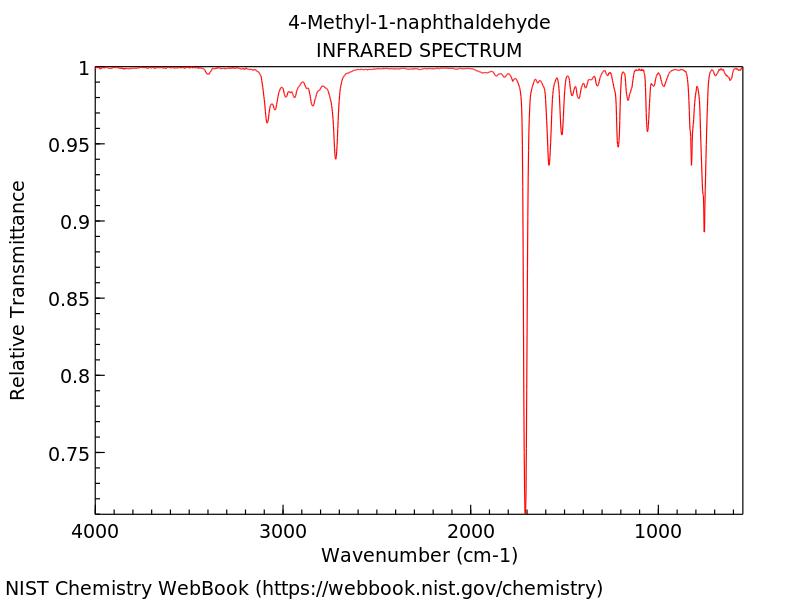 4-Methyl-1-naphthaldehyde
INFRARED SPECTRUM
1
0.95
0.9
0.85
0.8
0.75
Relative Transmittance
4000 3000 2000 1000
Wavenumber (cm-1)
NIST Chemistry WebBook (https://webbook.nist.gov/chemistry)